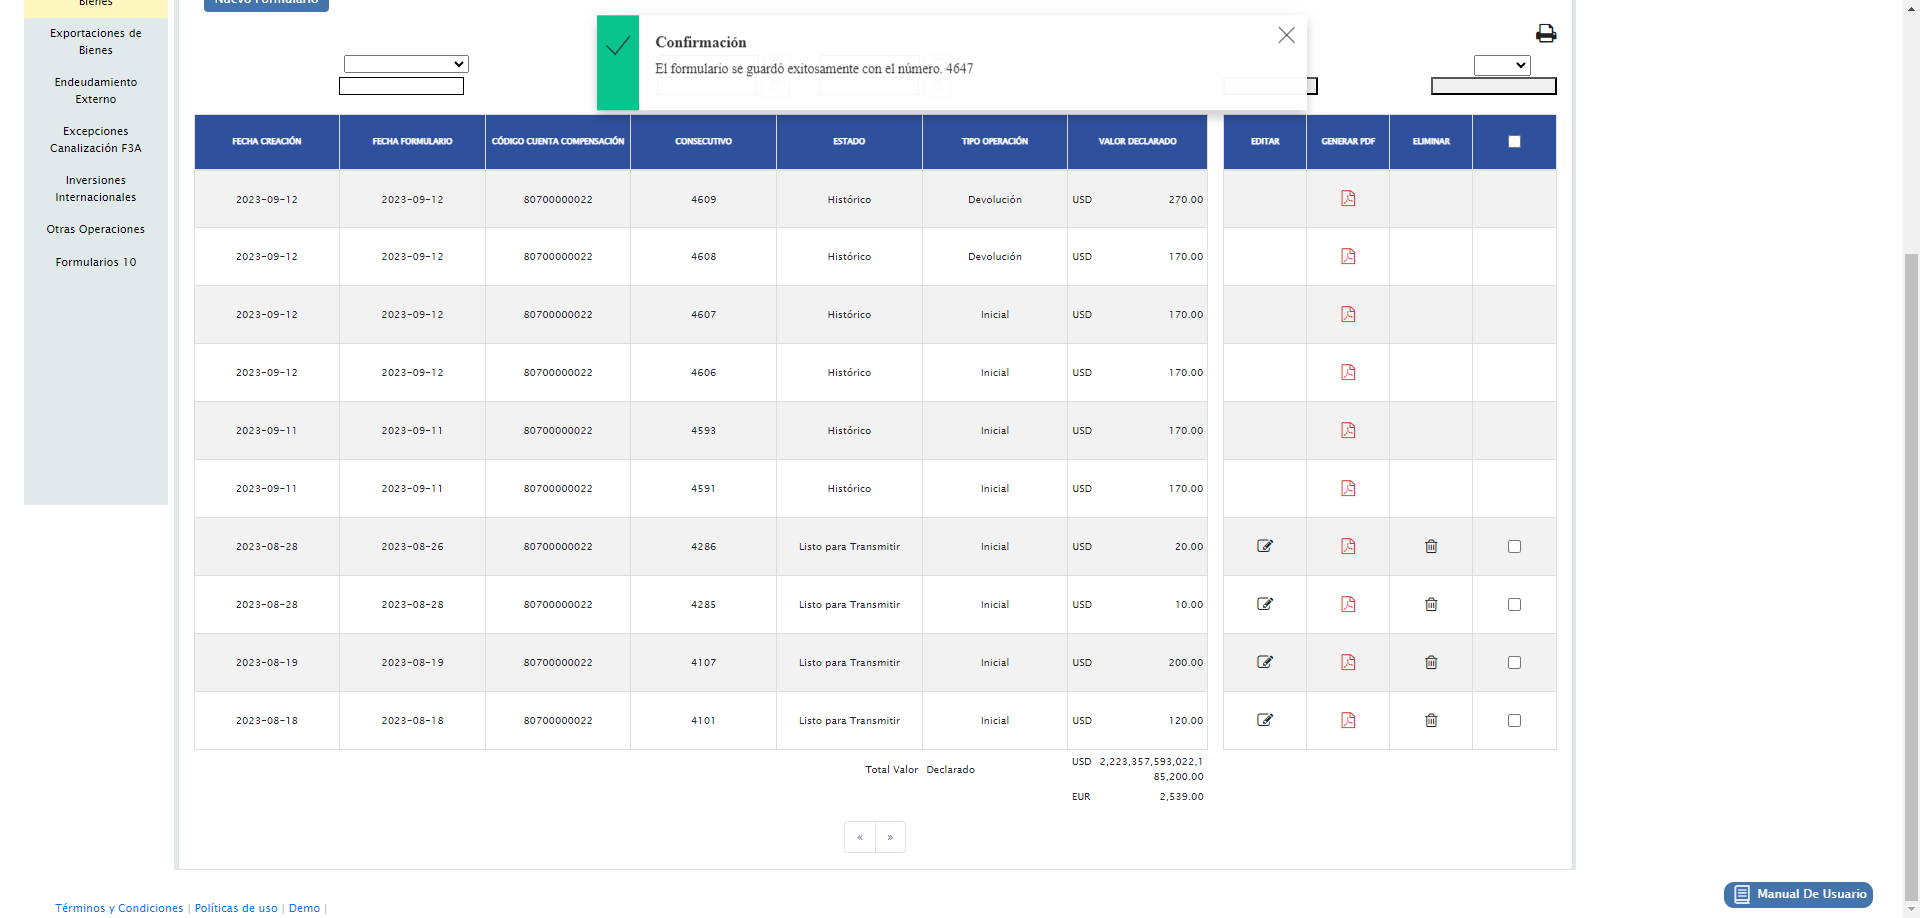 Bienes
Nuevo Formulario
Exportaciones de
Bienes
Endeudamiento
Externo
Excepciones
Canalización F3A
Inversiones
Internacionales
Otras Operaciones
Formularios 10
Confirmación
El formulario se guardó exitosamente con el número. 4647
FECHA CREACIÓN FECHA FORMULARIO CÓDIGO CUENTA COMPENSACIÓN CONSECUTIVO ESTADO TIPO OPERACIÓN VALOR DECLARADO EDITAR GENERAR PDF ELIMINAR
2023-09-12 2023-09-12 80700000022 4609 Histórico Devolución USD 270.00
2023-09-12 2023-09-12 80700000022 4608 Histórico Devolución USD 170.00
2023-09-12 2023-09-12 80700000022 4607 Histórico Inicial USD 170.00
2023-09-12 2023-09-12 80700000022 4606 Histórico Inicial USD 170.00
2023-09-11 2023-09-11 80700000022 4593 Histórico Inicial USD 170.00
2023-09-11 2023-09-11 80700000022 4591 Histórico Inicial USD 170.00
2023-08-28 2023-08-26 80700000022 4286 Listo para Transmitir Inicial USD 20.00
2023-08-28 2023-08-28 80700000022 4285 Listo para Transmitir Inicial USD 10.00
2023-08-19 2023-08-19 80700000022 4107 Listo para Transmitir Inicial USD 200.00
2023-08-18 2023-08-18 80700000022 4101 Listo para Transmitir Inicial USD 120.00
Total Valor Declarado USD 2,223,357,593,022,1
85,200.00
EUR 2,539.00
« »
Manual De Usuario
Términos y Condiciones | Políticas de uso | Demo |